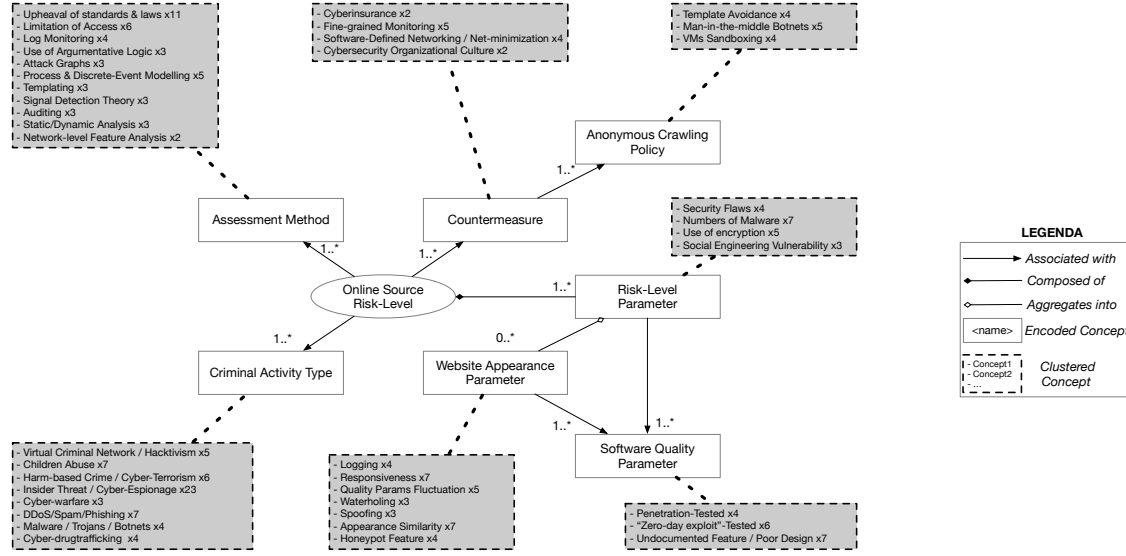 - Upheaval of standards & laws x11
- Limitation of Access x6
- Log Monitoring x4
- Use of Argumentative Logic x3
- Attack Graphs x3
- Process & Discrete-Event Modelling x5
- Templating x3
- Signal Detection Theory x3
- Auditing x3
- Static/Dynamic Analysis x3
- Network-level Feature Analysis x2
- Cyberinsurance x2
- Fine-grained Monitoring x5
- Software-Defined Networking / Net-minimization x4
- Cybersecurity Organizational Culture x2
- Template Avoidance x4
- Man-in-the-middle Botnets x5
- VMs Sandboxing x4
Anonymous Crawling
Policy
1..*
Assessment Method
Countermeasure
1..*
1..*
- Security Flaws x4
- Numbers of Malware x7
- Use of encryption x5
- Social Engineering Vulnerability x3
Online Source
Risk-Level
1..*
Risk-Level
Parameter
1..*
0..*
Criminal Activity Type
Website Appearance
Parameter
1..*
1..*
Software Quality
Parameter
- Virtual Criminal Network / Hacktivism x5
- Children Abuse x7
- Harm-based Crime / Cyber-Terrorism x6
- Insider Threat / Cyber-Espionage x23
- Cyber-warfare x3
- DDoS/Spam/Phishing x7
- Malware / Trojans / Botnets x4
- Cyber-drugtrafficking x4
- Logging x4
- Responsiveness x7
- Quality Params Fluctuation x5
- Waterholing x3
- Spoofing x3
- Appearance Similarity x7
- Honeypot Feature x4
- Penetration-Tested x4
- "Zero-day exploit"-Tested x6
- Undocumented Feature / Poor Design x7
LEGENDA
Associated with
Composed of
Aggregates into
<name> Encoded Concept
- Concept1
- Concept2
- ...
Clustered
Concept